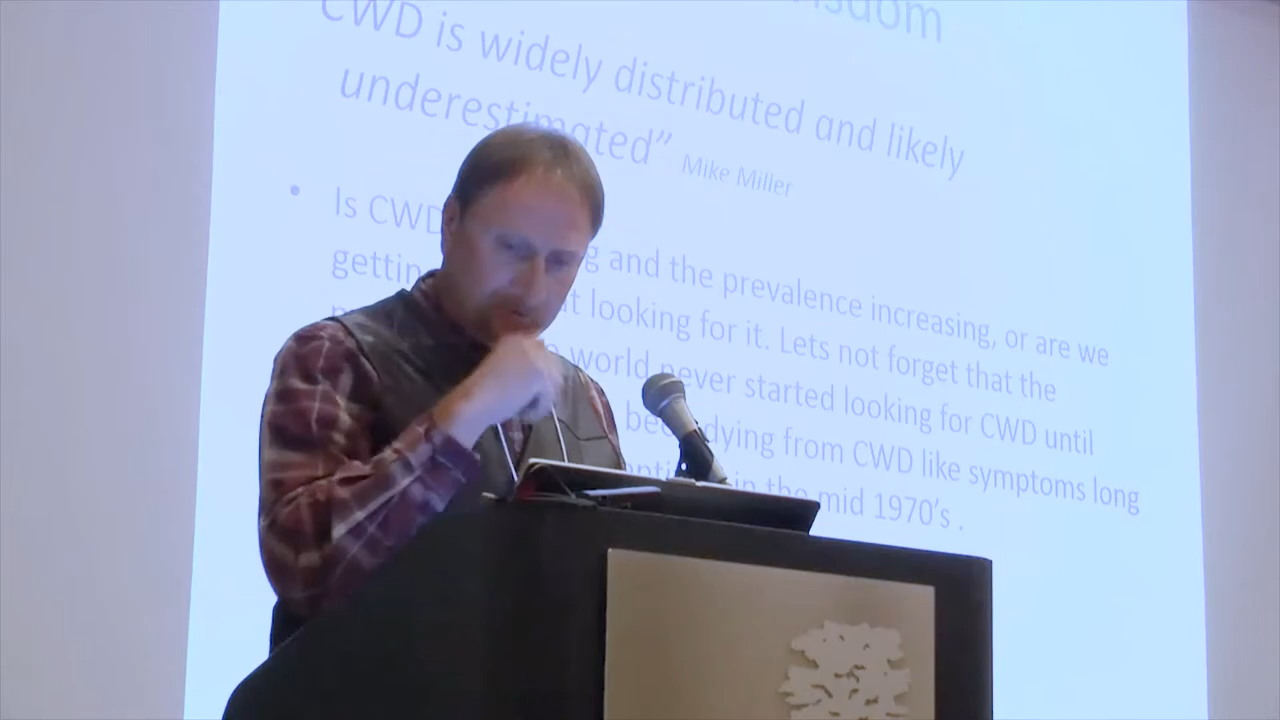 CWD is widely distributed and likely
underestimated” Mike Miller
• Is CWD and the prevalence increasing, or are we
looking for it. Lets not forget that the
world never started looking for CWD until
dying from CWD like symptoms long
in the mid 1970’s .